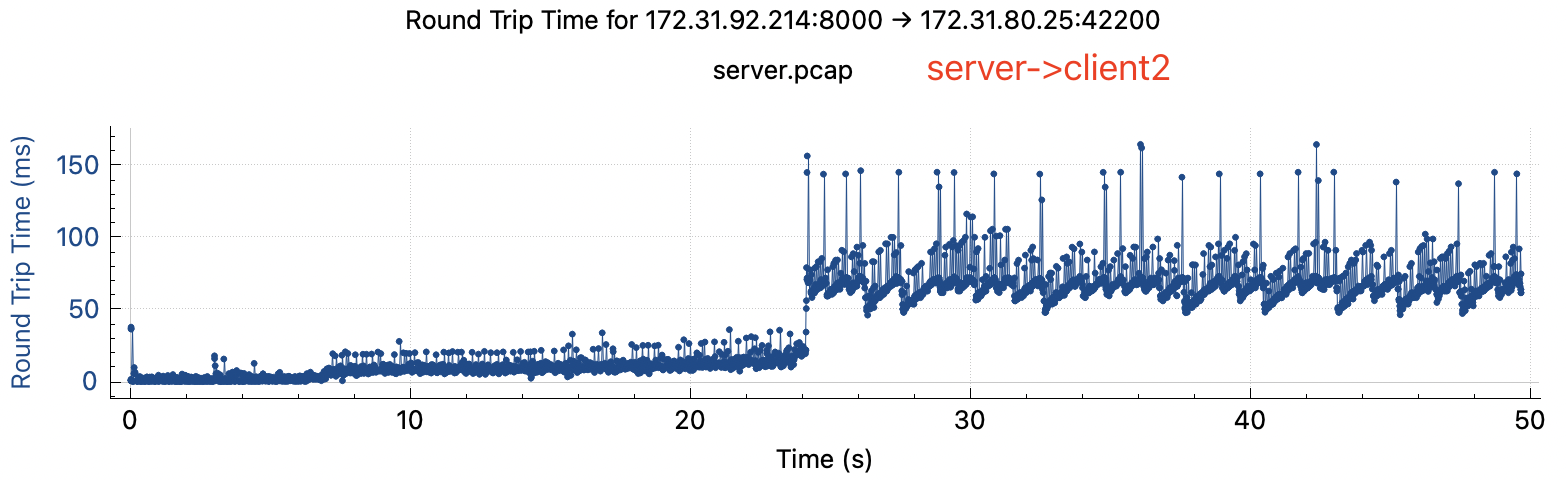 Round Trip Time for 172.31.92.214:8000 → 172.31.80.25:42200
server.pcap server->client2
Round Trip Time (ms)
150
100
50
0
0 10 20 30 40 50
Time (s)